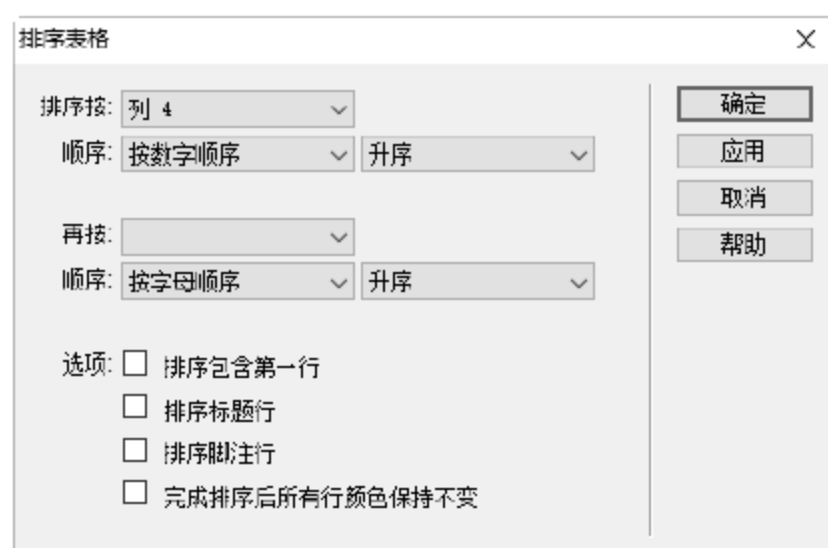 排序表格
排序按: 列 4
顺序: 按数字顺序 升序
再按:
顺序: 按字母顺序 升序
选项: 排序包含第一行
排序标题行
排序脚注行
完成排序后所有行颜色保持不变
确定
应用
取消
帮助